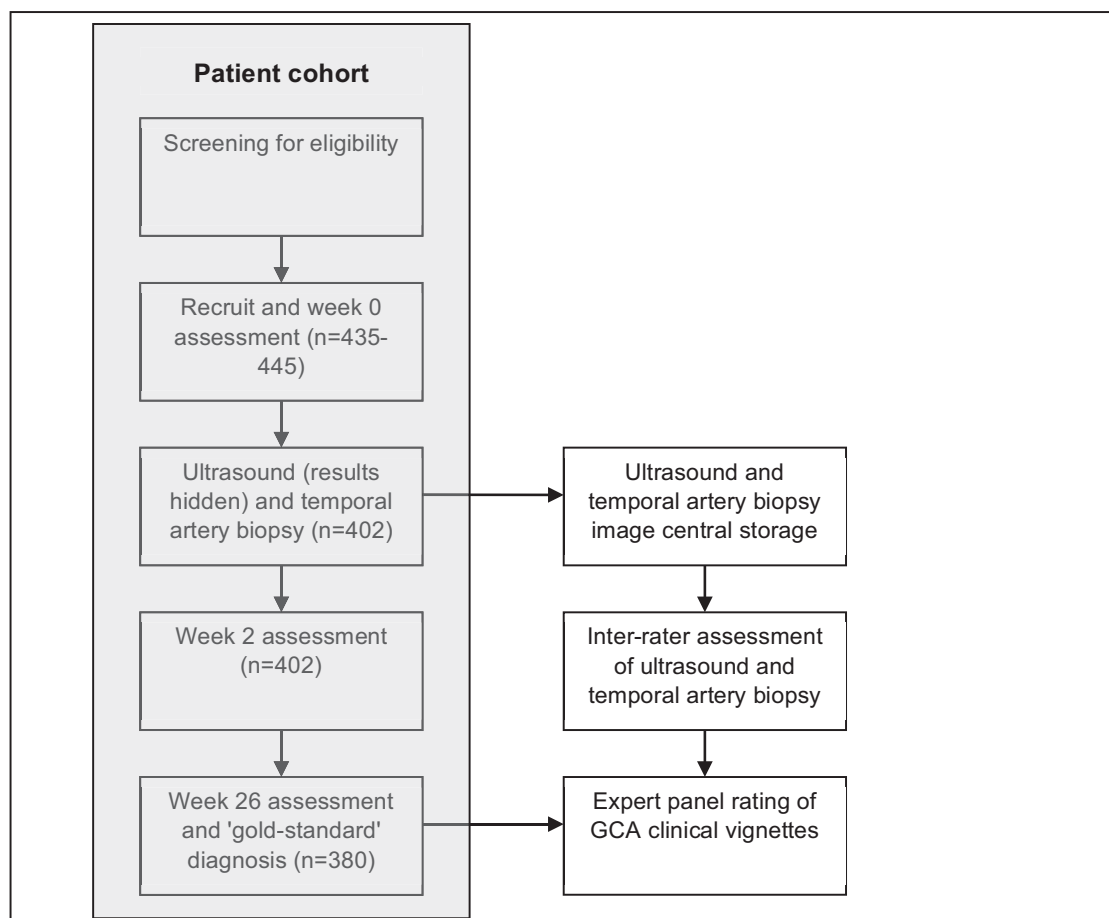 Patient cohort
Screening for eligibility
Recruit and week 0
assessment (n=435-
445)
Ultrasound (results
hidden) and temporal
artery biopsy (n=402)
Ultrasound and
temporal artery biopsy
image central storage
Week 2 assessment
(n=402)
Inter-rater assessment
of ultrasound and
temporal artery biopsy
Week 26 assessment
and 'gold-standard'
diagnosis (n=380)
Expert panel rating of
GCA clinical vignettes